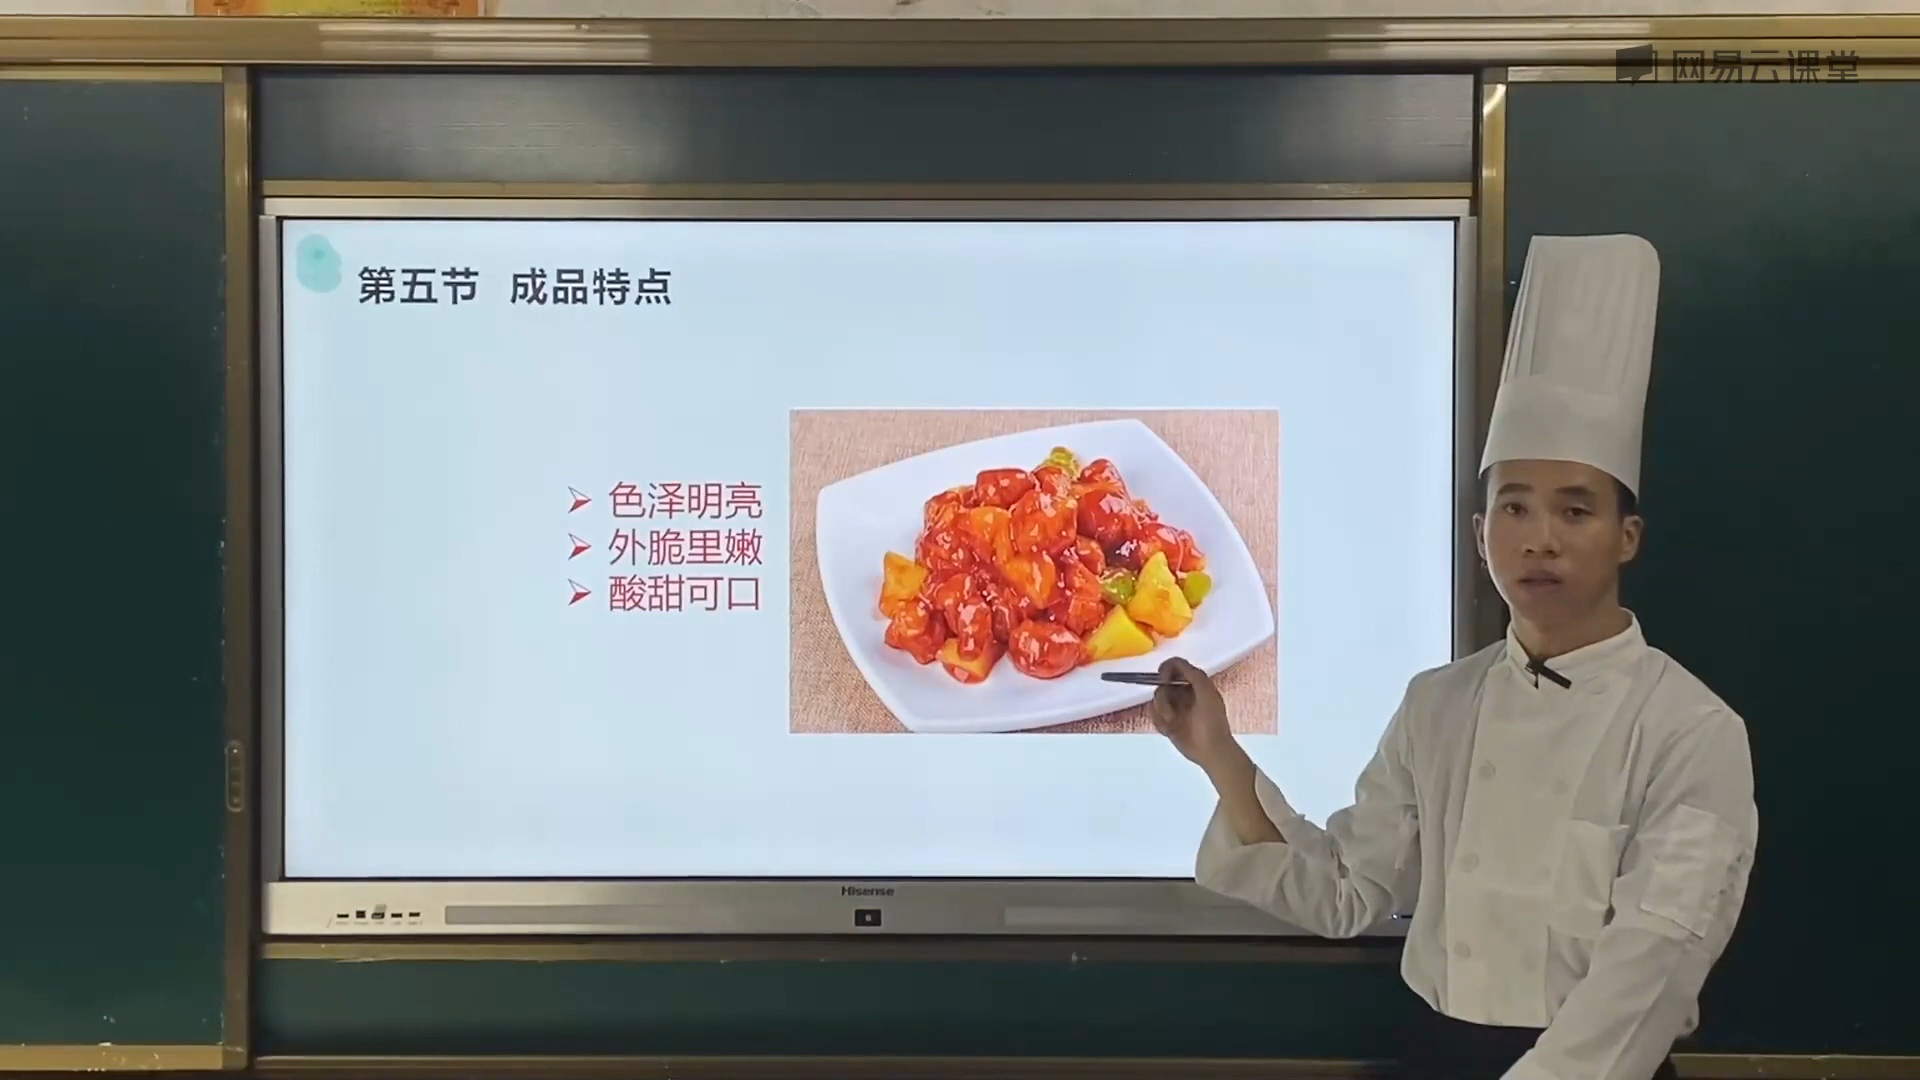 网易云课堂
第五节 成品特点
色泽明亮
外脆里嫩
酸甜可口
Hisense